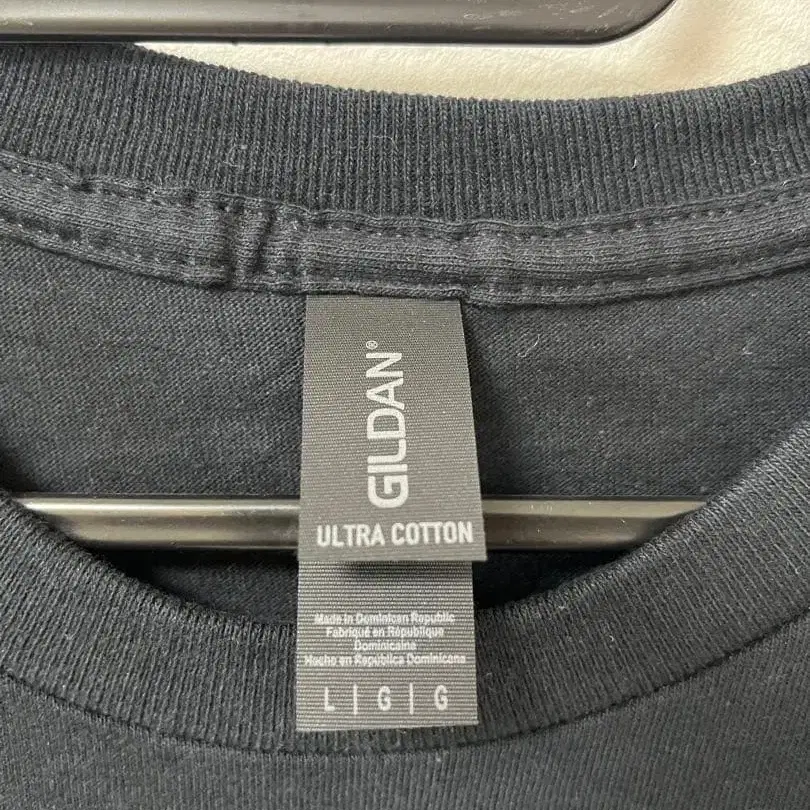 GILDAN®
ULTRA COTTON
Made in Dominican Republic
Fabriqué en République
Dominicaine
Hecho en República Dominicana
L | G | G